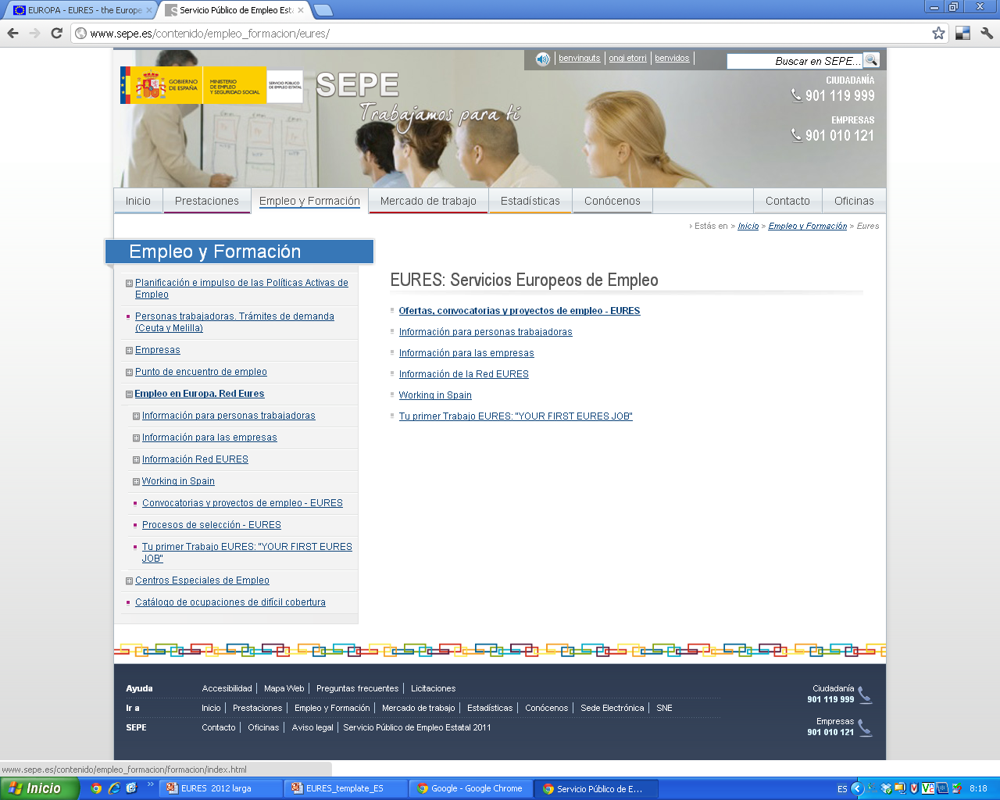 EUROPA - EURES - the Europe
Servicio Público de Empleo Esta
www.sepe.es/contenido/empleo_formacion/eures/
benvinguts
ongi etorri
benvidos
Buscar en SEPE...
GOBIERNO DE ESPAÑA
MINISTERIO DE EMPLEO Y SEGURIDAD SOCIAL
SERVICIO PÚBLICO DE EMPLEO ESTATAL
SEPE
Trabajamos para ti
CIUDADANÍA
901 119 999
EMPRESAS
901 010 121
Inicio
Prestaciones
Empleo y Formación
Mercado de trabajo
Estadísticas
Conócenos
Contacto
Oficinas
› Estás en > Inicio > Empleo y Formación > Eures
Empleo y Formación
Planificación e impulso de las Políticas Activas de
Empleo
Personas trabajadoras. Trámites de demanda
(Ceuta y Melilla)
Empresas
Punto de encuentro de empleo
Empleo en Europa. Red Eures
Información para personas trabajadoras
Información para las empresas
Información Red EURES
Working in Spain
Convocatorias y proyectos de empleo - EURES
Procesos de selección - EURES
Tu primer Trabajo EURES: "YOUR FIRST EURES
JOB"
Centros Especiales de Empleo
Catálogo de ocupaciones de difícil cobertura
EURES: Servicios Europeos de Empleo
Ofertas, convocatorias y proyectos de empleo - EURES
Información para personas trabajadoras
Información para las empresas
Información de la Red EURES
Working in Spain
Tu primer Trabajo EURES: "YOUR FIRST EURES JOB"
Ayuda Accesibilidad | Mapa Web | Preguntas frecuentes | Licitaciones
Ir a Inicio | Prestaciones | Empleo y Formación | Mercado de trabajo | Estadísticas | Conócenos | Sede Electrónica | SNE
SEPE Contacto | Oficinas | Aviso legal | Servicio Público de Empleo Estatal 2011
Ciudadanía
901 119 999
Empresas
901 010 121
www.sepe.es/contenido/empleo_formacion/formacion/index.html
Inicio
EURES 2012 larga
EURES_template_ES
Google - Google Chrome
Servicio Público de E...
ES
8:18